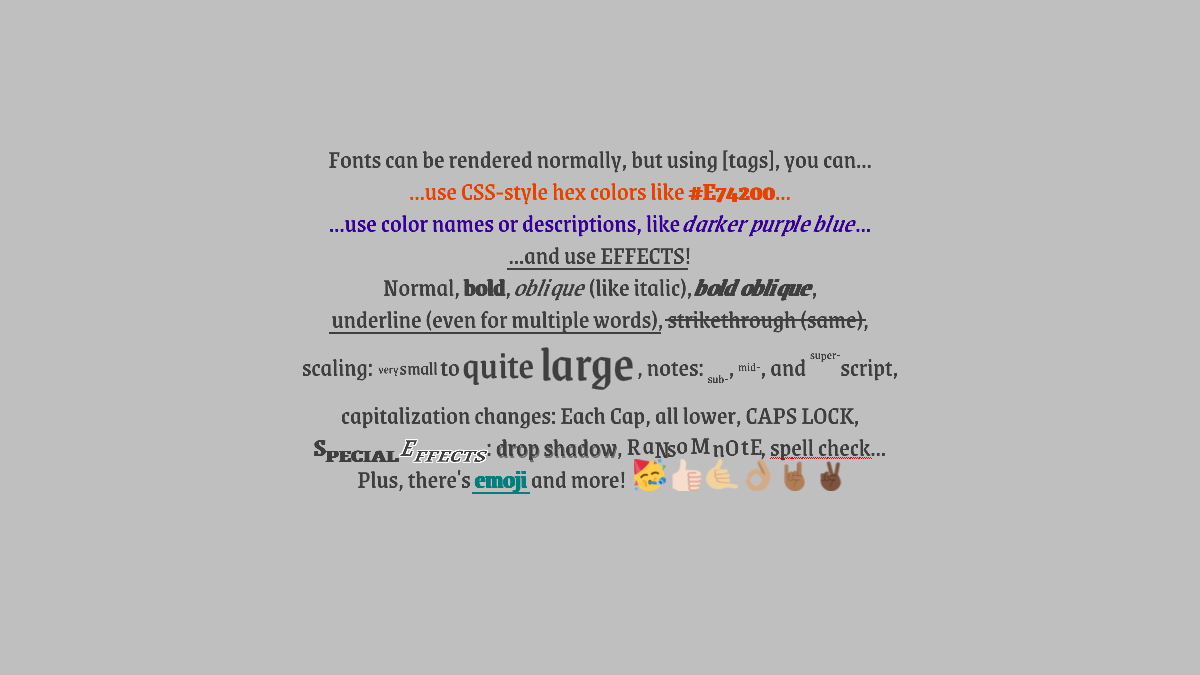 Fonts can be rendered normally, but using [tags], you can...
...use CSS-style hex colors like #E74200...
...use color names or descriptions, like darker purple blue...
...and use EFFECTS!
Normal, bold, oblique (like italic), bold oblique,
underline (even for multiple words), strikethrough (same),
scaling: very small to quite large, notes: sub-, mid-, and super-script,
capitalization changes: Each Cap, all lower, CAPS LOCK,
Special Effects: drop shadow, RaNsoMnOtE, spell check...
Plus, there's emoji and more! 🥳👍🏻🤙🏼👌🏽🤘🏾✌🏿